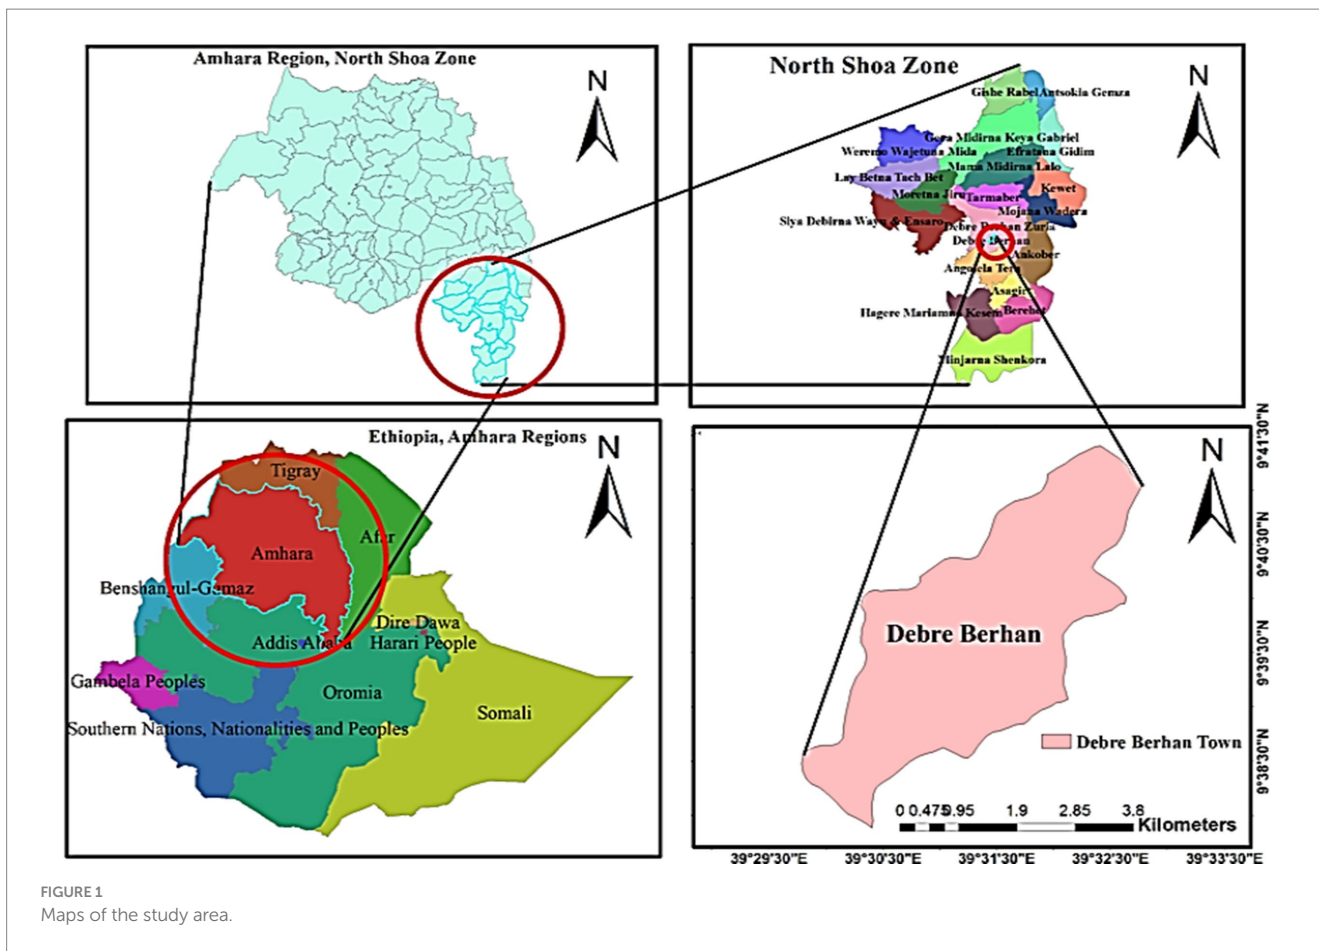 Amhara Region, North Shoa Zone
N
North Shoa Zone
N
Gishe Rabel Antsokia Gemza
Gera Midirna Keya Gabriel
Weremo Wajetuna Mida
Efratana Gidim
Mama Midirna Lalo
Lay Betna Tach Bet
Kewet
Moretna Jiru
Tarmaber
Mojana Wadera
Siya Debirna Wayu & Ensaro
Debre Berhan Zuria
Debre Berhan
Ankober
Angolela Tera
Asagirt
Hagere Mariamna Kesem
Berehet
Minjarna Shenkora
Ethiopia, Amhara Regions
N
Tigray
Afar
Amhara
Benshangul-Gumaz
Dire Dawa
Addis Ababa
Harari People
Gambela Peoples
Oromia
Somali
Southern Nations, Nationalities and Peoples
N
Debre Berhan
Debre Berhan Town
0 0.475 0.95 1.9 2.85 3.8
Kilometers
9°41'30"N
9°40'30"N
9°39'30"N
9°38'30"N
39°29'30"E 39°30'30"E 39°31'30"E 39°32'30"E 39°33'30"E
FIGURE 1
Maps of the study area.